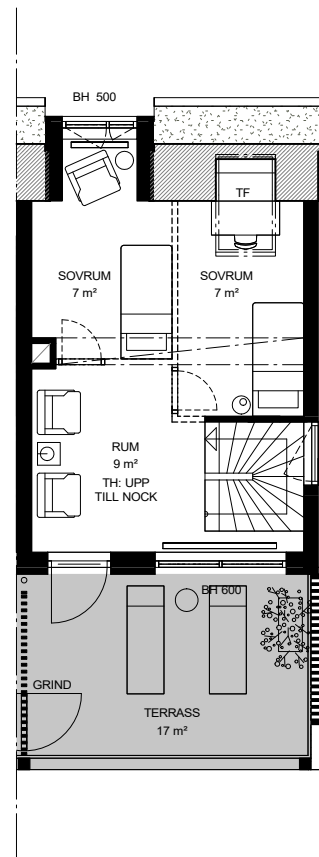 BH 500
TF
SOVRUM
7 m²
SOVRUM
7 m²
RUM
9 m²
TH: UPP
TILL NOCK
BH 600
GRIND
TERRASS
17 m²